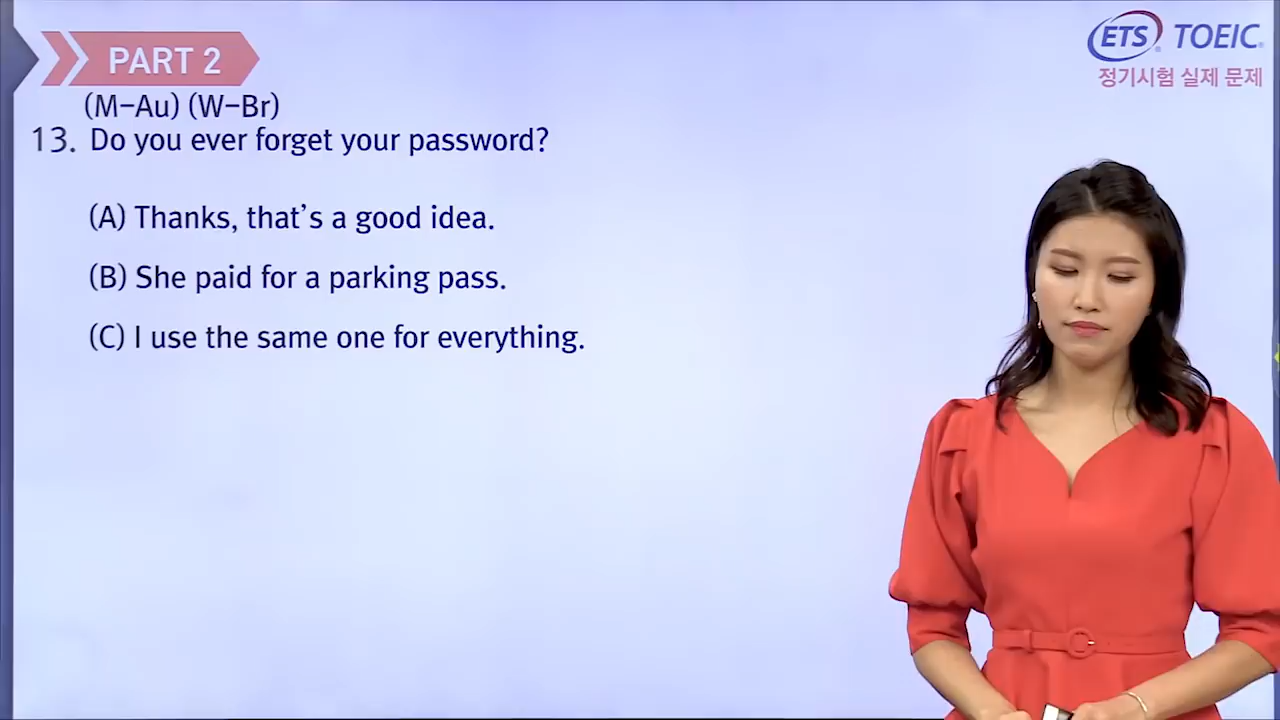 PART 2
ETS TOEIC
정기시험 실제 문제
(M-Au) (W-Br)
13. Do you ever forget your password?
(A) Thanks, that's a good idea.
(B) She paid for a parking pass.
(C) I use the same one for everything.